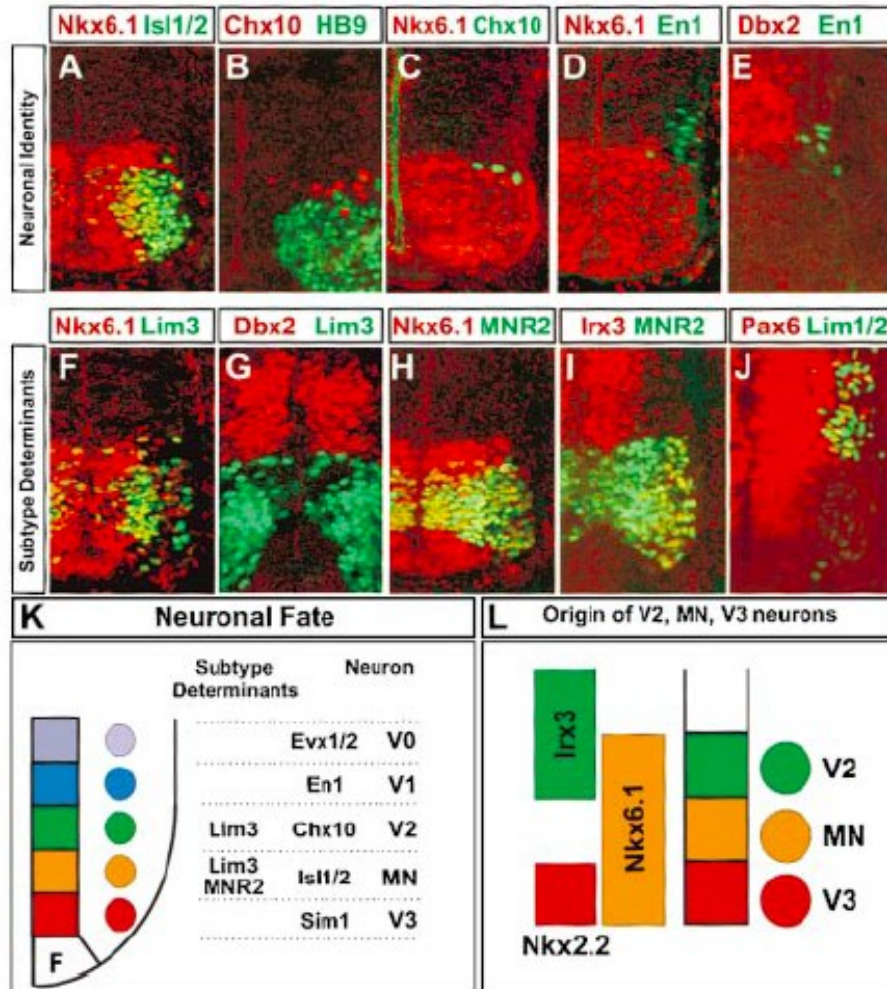 Nkx6.1 Isl1/2
Chx10 HB9
Nkx6.1 Chx10
Nkx6.1 En1
Dbx2 En1
Neuronal Identity
A
B
C
D
E
Nkx6.1 Lim3
Dbx2 Lim3
Nkx6.1 MNR2
Irx3 MNR2
Pax6 Lim1/2
Subtype Determinants
F
G
H
I
J
K Neuronal Fate
Subtype Determinants
Neuron
Evx1/2 V0
En1 V1
Lim3 Chx10 V2
Lim3
MNR2 Isl1/2 MN
Sim1 V3
F
L Origin of V2, MN, V3 neurons
Irx3
Nkx6.1
Nkx2.2
V2
MN
V3